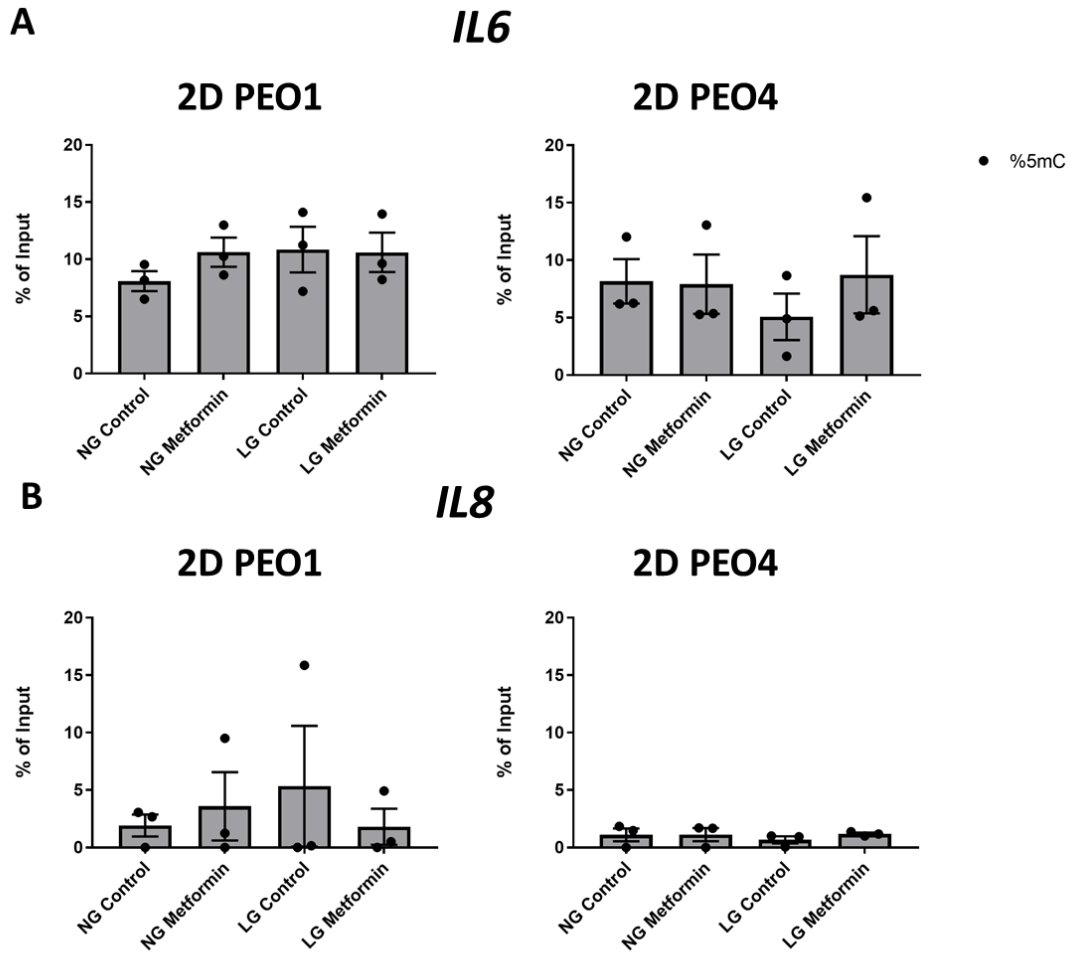 A
IL6
2D PEO1
2D PEO4
% of Input
20
15
10
5
0
NG Control
NG Metformin
LG Control
LG Metformin
% of Input
20
15
10
5
0
NG Control
NG Metformin
LG Control
LG Metformin
%5mC
B
IL8
2D PEO1
2D PEO4
% of Input
20
15
10
5
0
NG Control
NG Metformin
LG Control
LG Metformin
% of Input
20
15
10
5
0
NG Control
NG Metformin
LG Control
LG Metformin